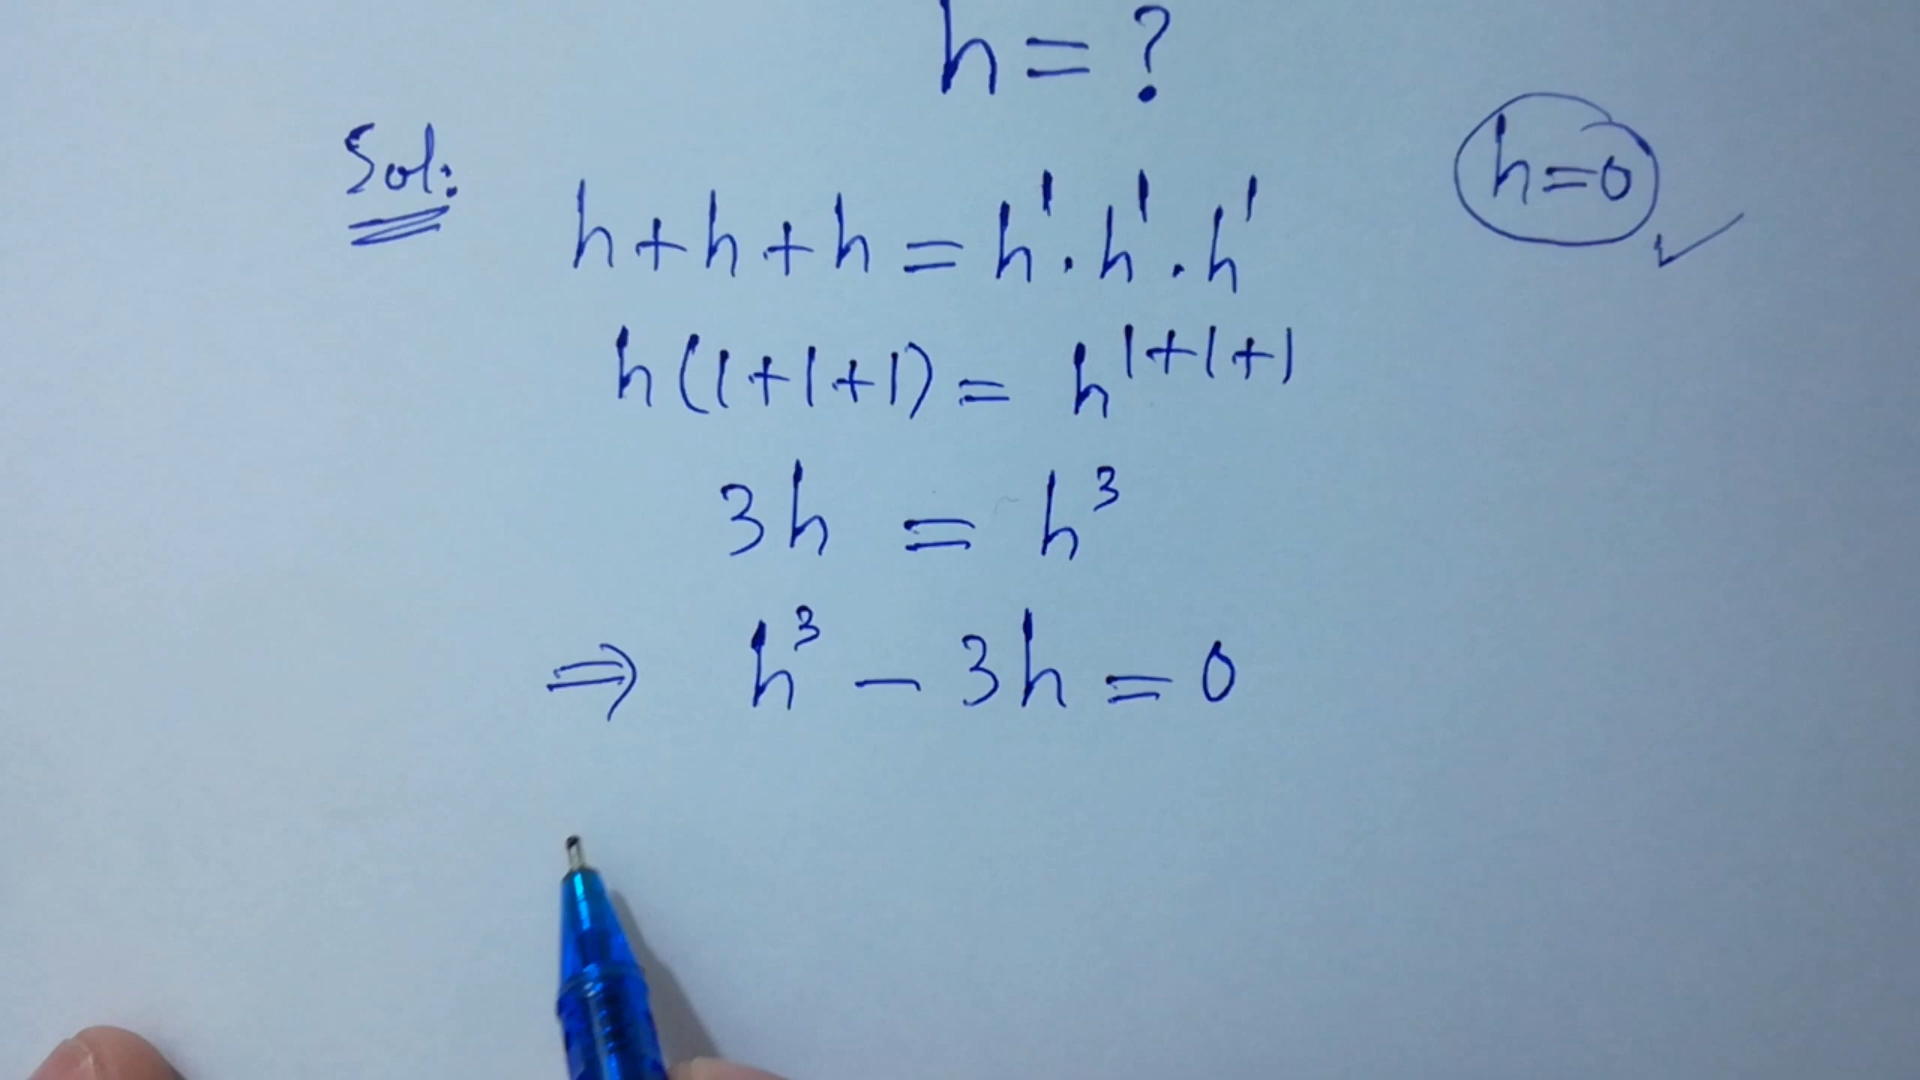 h = ?
Sol:
h = 0 ✓
h + h + h = h¹ · h¹ · h¹
h(1+1+1) = h¹⁺¹⁺¹
3h = h³
⇒ h³ − 3h = 0